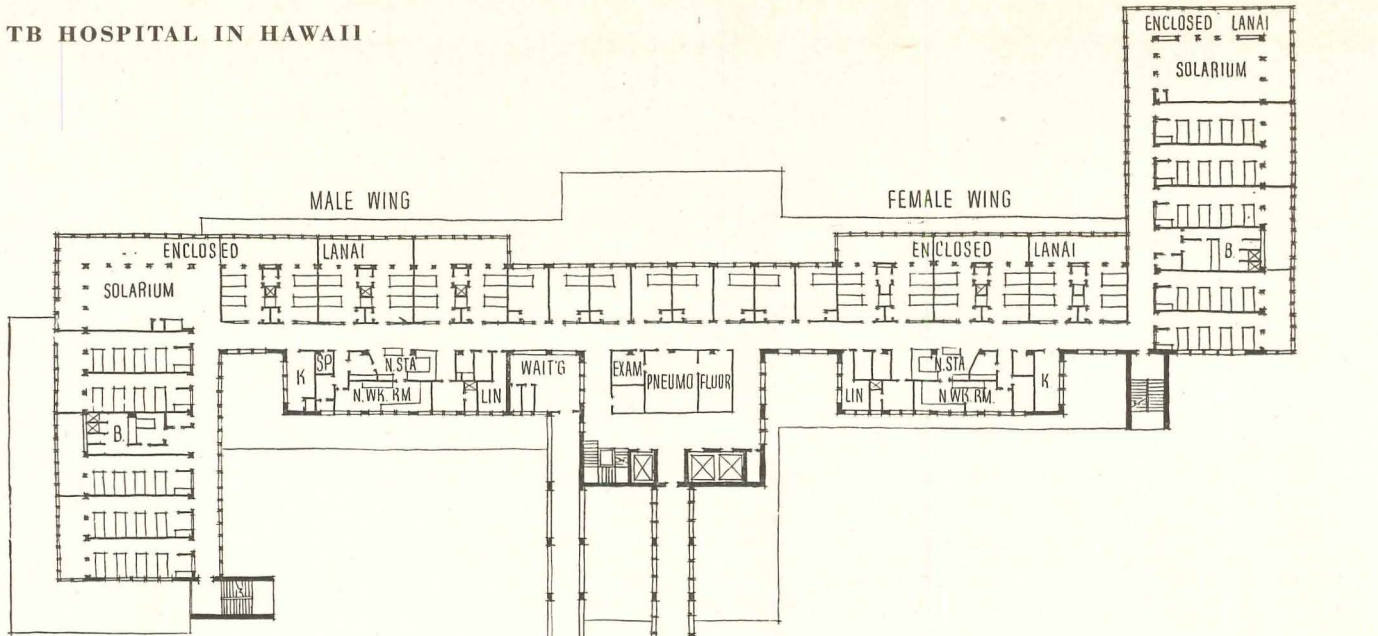 TB HOSPITAL IN HAWAII
ENCLOSED LANAI
SOLARIUM
MALE WING
FEMALE WING
ENCLOSED LANAI
ENCLOSED LANAI
SOLARIUM
B.
K
SP
N.STA
N.WK.RM.
LIN
WAIT'G
EXAM
PNEUMO
FLUOR
LIN
N.STA
N.WK.RM.
K.
B.